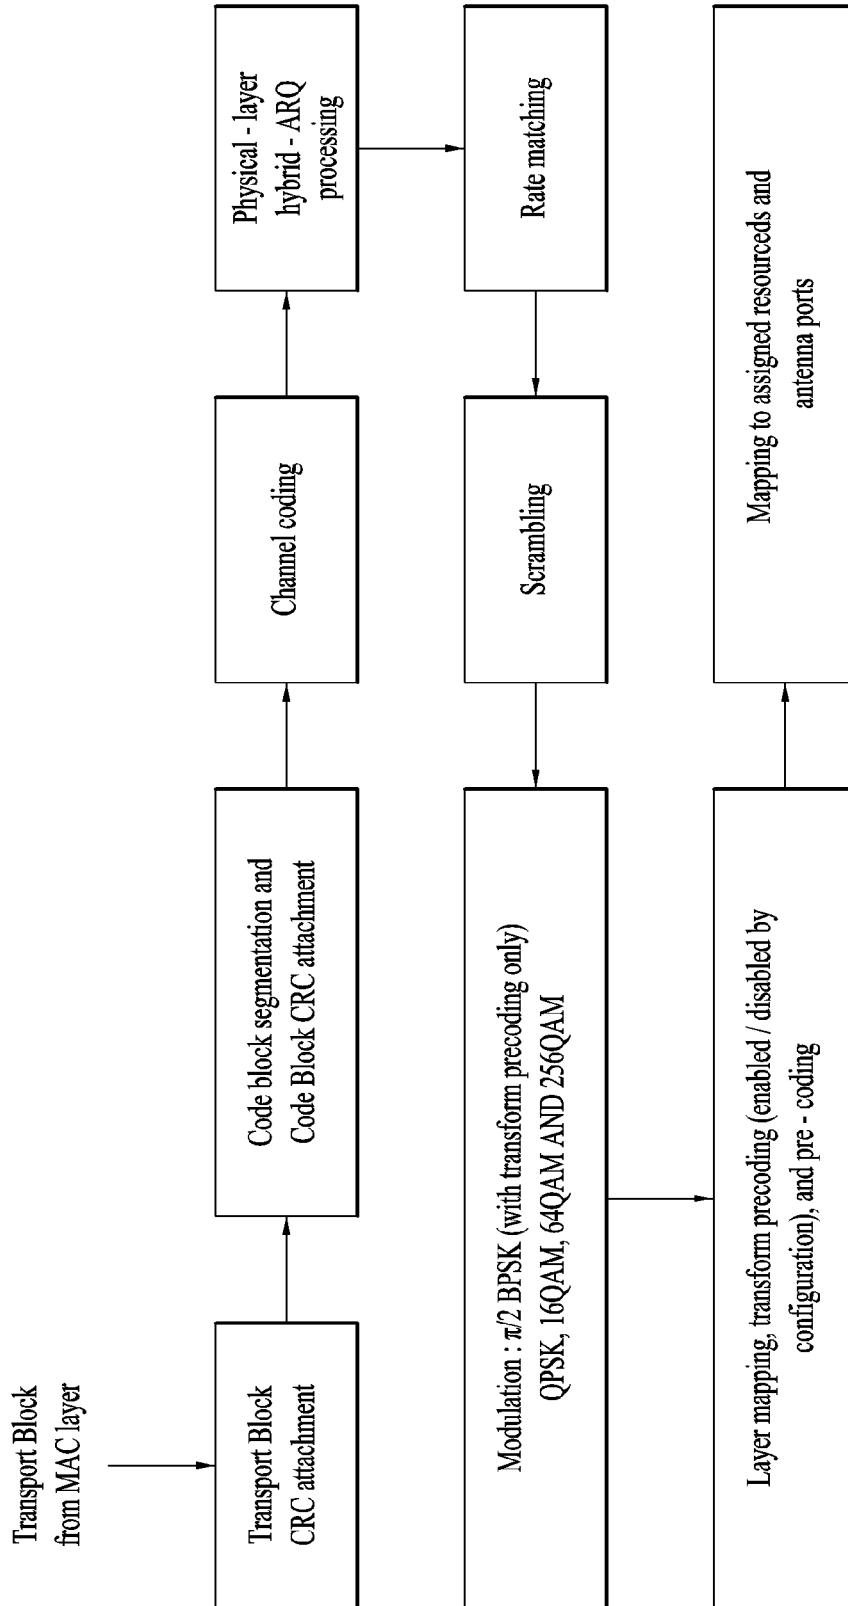 Transport Block
from MAC layer
Transport Block
CRC attachment
Code block segmentation and
Code Block CRC attachment
Channel coding
Physical - layer
hybrid - ARQ
processing
Rate matching
Scrambling
Modulation : π/2 BPSK (with transform precoding only)
QPSK, 16QAM, 64QAM AND 256QAM
Layer mapping, transform precoding (enabled / disabled by
configuration), and pre - coding
Mapping to assigned resourceds and
antenna ports